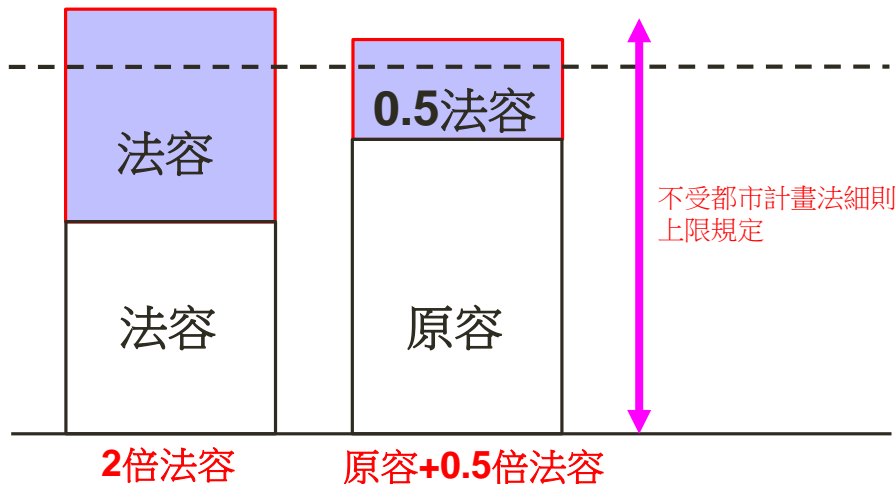 0.5法容
法容
不受都市計畫法細則
上限規定
法容
原容
2倍法容
原容+0.5倍法容